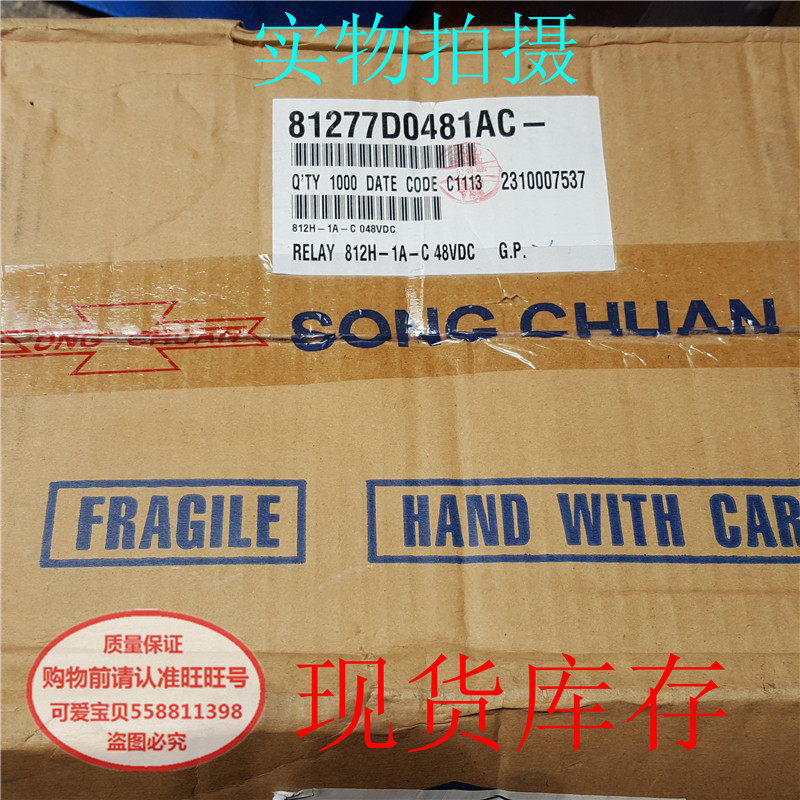 实物拍摄
81277D0481AC-
Q'TY 1000 DATE CODE C1113 2310007537
812H-1A-C 048VDC
RELAY 812H-1A-C 48VDC G.P.
SONG CHUAN SONG CHUAN
FRAGILE HAND WITH CAR
质量保证
购物前请认准旺旺号
可爱宝贝558811398
盗图必究
现货库存